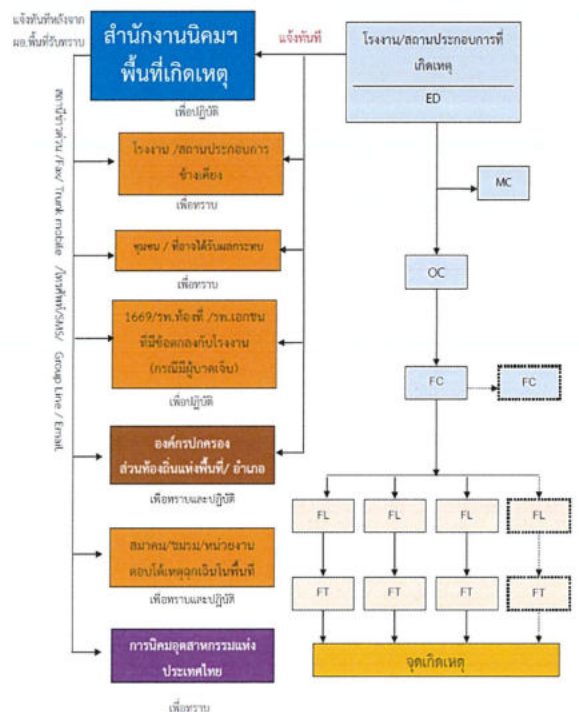 แจ้งทันทีหลังจาก
ผอ.พื้นที่รับทราบ
สำนักงานนิคมฯ
พื้นที่เกิดเหตุ
เพื่อปฏิบัติ
แจ้งทันที
โรงงาน/สถานประกอบการที่
เกิดเหตุ
ED
สถานีข่าวด่วน /Fax/ Trunk mobile /โทรศัพท์/SMS/ Group Line / Email
โรงงาน /สถานประกอบการ
ข้างเคียง
เพื่อทราบ
ชุมชน / ที่อาจได้รับผลกระทบ
เพื่อทราบ
1669/รพ.ท้องที่ /รพ.เอกชน
ที่มีข้อตกลงกับโรงงาน
(กรณีมีผู้บาดเจ็บ)
เพื่อปฏิบัติ
องค์กรปกครอง
ส่วนท้องถิ่นแห่งพื้นที่/ อำเภอ
เพื่อทราบและปฏิบัติ
สมาคม/ชมรม/หน่วยงาน
ตอบโต้เหตุฉุกเฉินในพื้นที่
เพื่อทราบและปฏิบัติ
การนิคมอุตสาหกรรมแห่ง
ประเทศไทย
เพื่อทราบ
MC
OC
FC
FC
FL FL FL FL
FT FT FT FT
จุดเกิดเหตุ